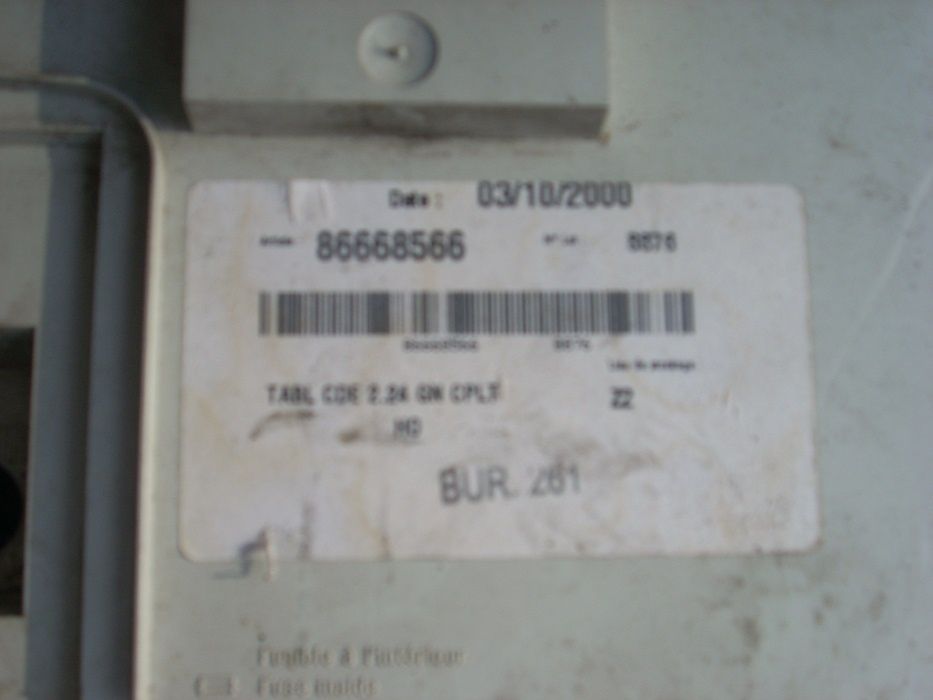 Date : 03/10/2000
86668566 8876
TABL CDE 2.24 GN CPLT 22
HG
BUR. 261
Fusible à l'intérieur
Fuse inside